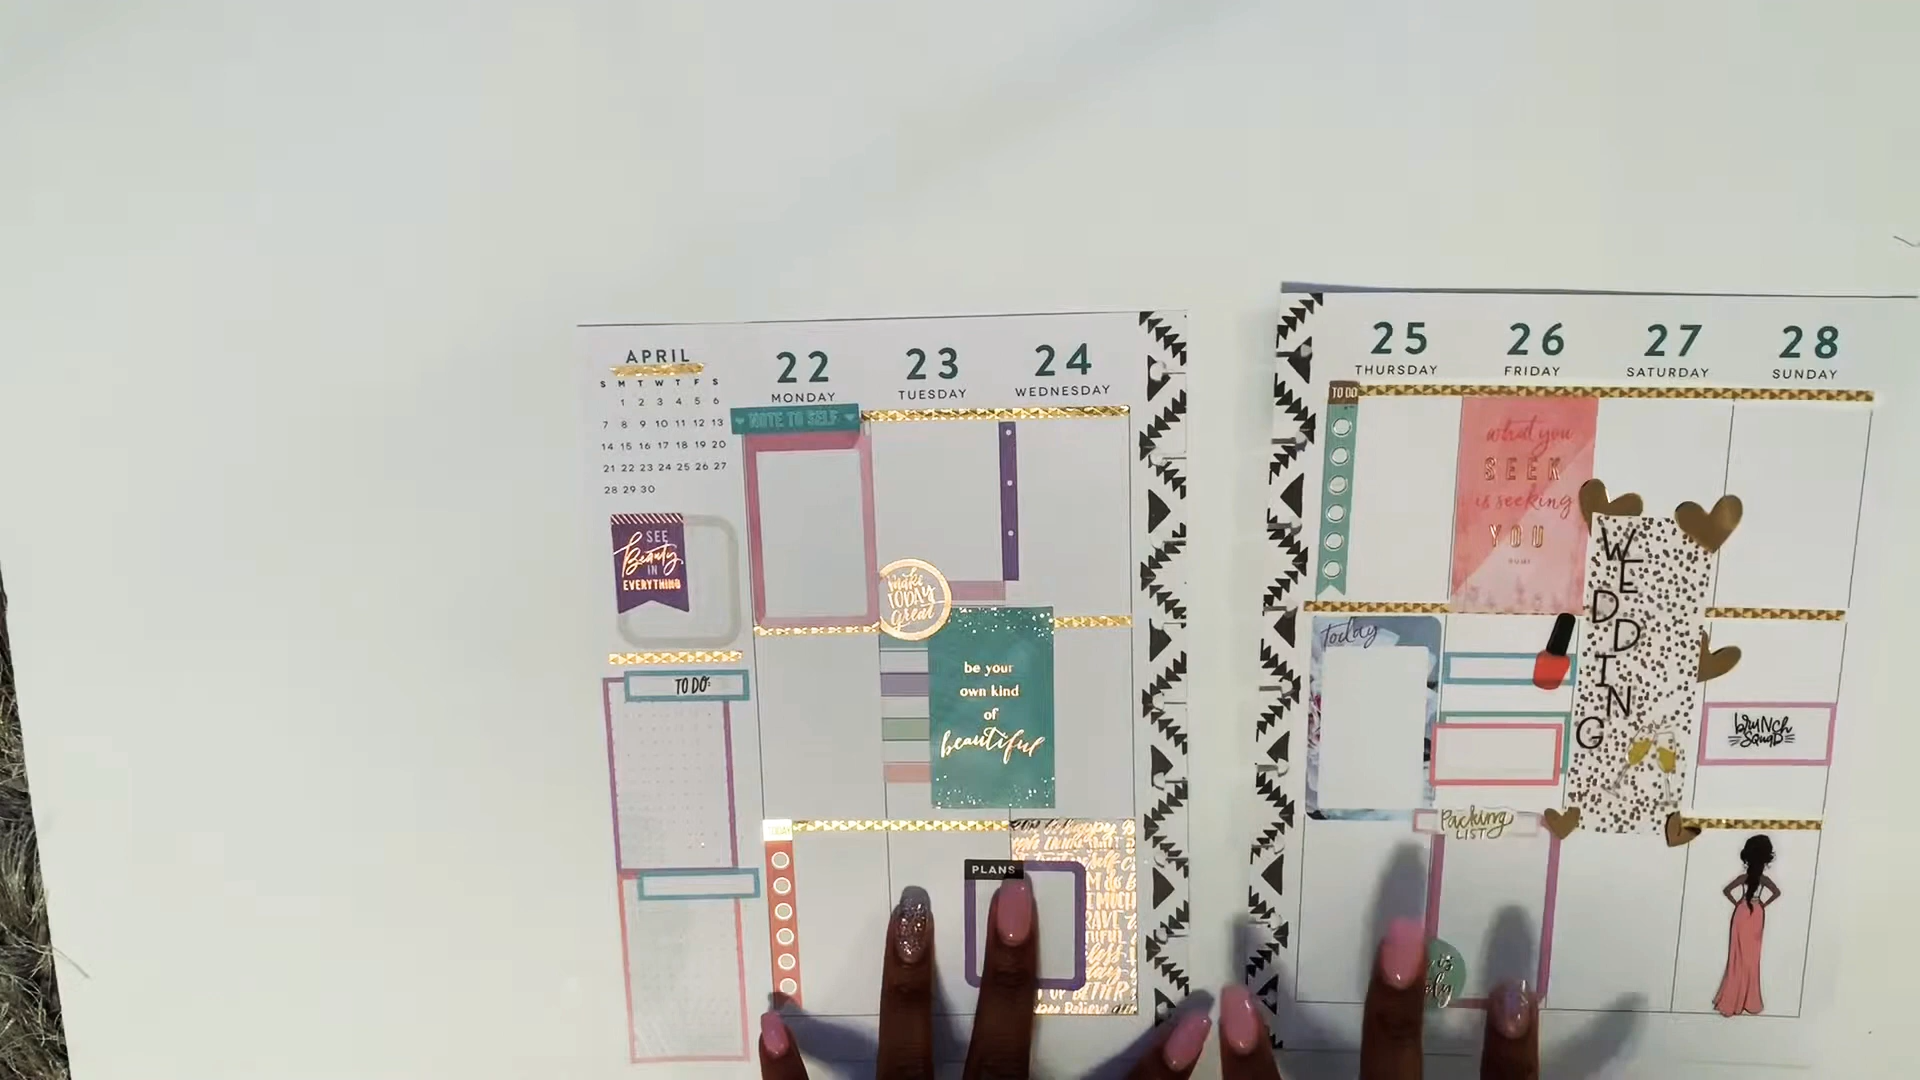 APRIL
S M T W T F S
1 2 3 4 5 6
7 8 9 10 11 12 13
14 15 16 17 18 19 20
21 22 23 24 25 26 27
28 29 30
SEE
Beauty
IN
EVERYTHING
TO DO:
22
MONDAY
23
TUESDAY
24
WEDNESDAY
NOTE TO SELF
make
TODAY
great
be your
own kind
of
beautiful
TODAY
PLANS
25
THURSDAY
26
FRIDAY
27
SATURDAY
28
SUNDAY
TO DO
what you
SEEK
is seeking
YOU
RUMI
today
WEDDING
Packing
LIST
brunch
squad